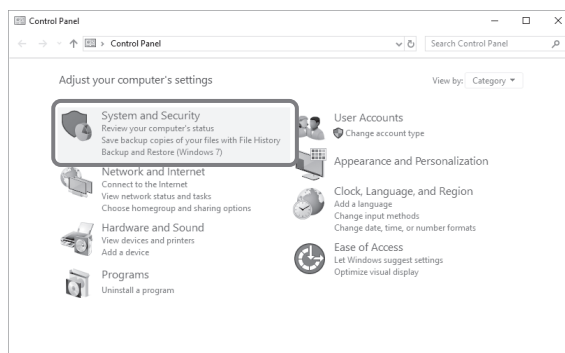 Control Panel
Control Panel
Search Control Panel
Adjust your computer's settings
View by: Category
System and Security
Review your computer's status
Save backup copies of your files with File History
Backup and Restore (Windows 7)
Network and Internet
Connect to the Internet
View network status and tasks
Choose homegroup and sharing options
Hardware and Sound
View devices and printers
Add a device
Programs
Uninstall a program
User Accounts
Change account type
Appearance and Personalization
Clock, Language, and Region
Add a language
Change input methods
Change date, time, or number formats
Ease of Access
Let Windows suggest settings
Optimize visual display